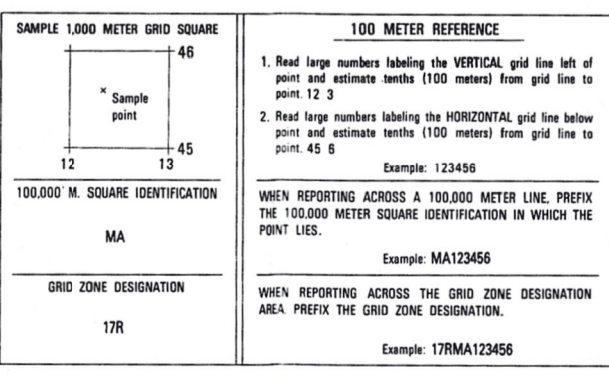 SAMPLE 1,000 METER GRID SQUARE
46
× Sample
point
45
12 13
100,000 M. SQUARE IDENTIFICATION
MA
GRID ZONE DESIGNATION
17R
100 METER REFERENCE
1. Read large numbers labeling the VERTICAL grid line left of
point and estimate tenths (100 meters) from grid line to
point. 12 3
2. Read large numbers labeling the HORIZONTAL grid line below
point and estimate tenths (100 meters) from grid line to
point. 45 6
Example: 123456
WHEN REPORTING ACROSS A 100,000 METER LINE, PREFIX
THE 100,000 METER SQUARE IDENTIFICATION IN WHICH THE
POINT LIES.
Example: MA123456
WHEN REPORTING ACROSS THE GRID ZONE DESIGNATION
AREA. PREFIX THE GRID ZONE DESIGNATION.
Example: 17RMA123456